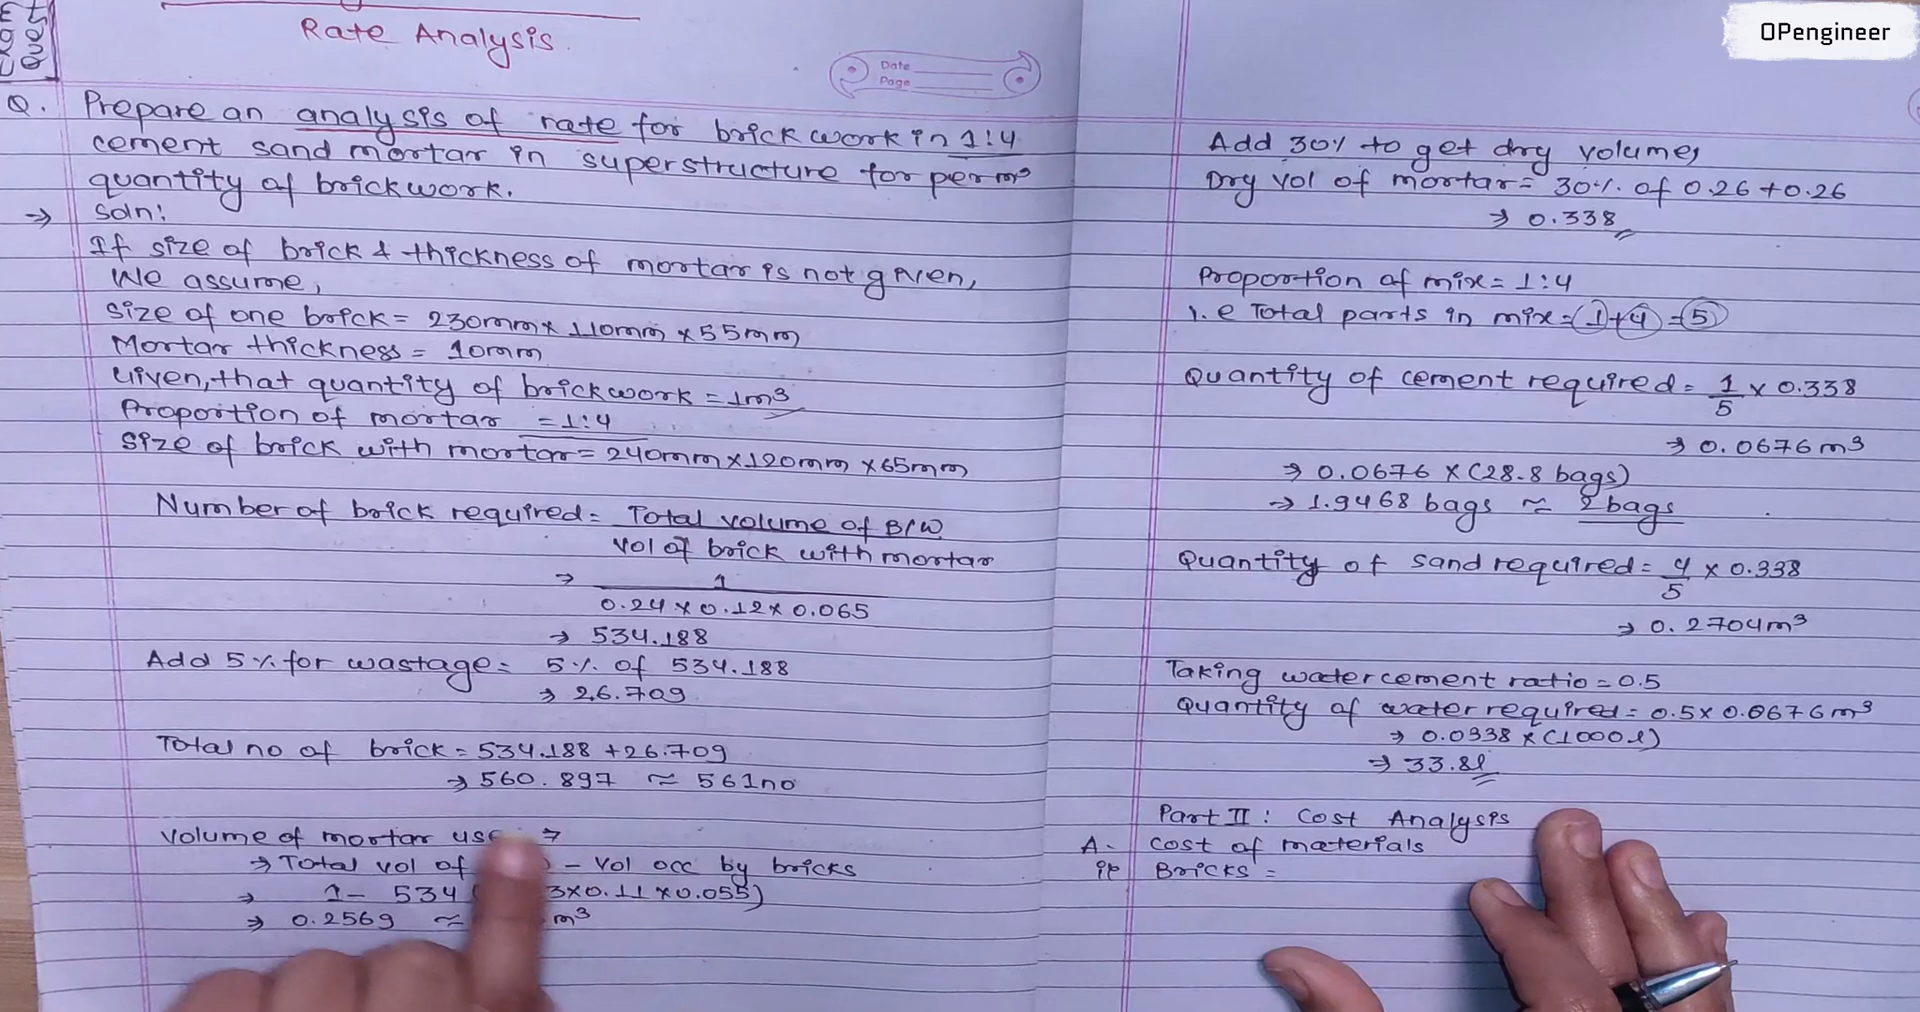 OPengineer
Rate Analysis.
Date
Page
Q. Prepare an analysis of rate for brick work in 1:4
cement sand mortar in superstructure for per m³
quantity of brickwork.
→ Soln:
If size of brick & thickness of mortar is not given,
We assume,
Size of one brick = 230mm x 110mm x 55mm
Mortar thickness = 10mm
Given, that quantity of brickwork = 1m³
Proportion of mortar = 1:4
Size of brick with mortar = 240mm x 120mm x 65mm
Number of brick required = Total volume of B/W
Vol of brick with mortar
→ 1
0.24 x 0.12 x 0.065
→ 534.188
Add 5% for wastage = 5% of 534.188
→ 26.709
Total no of brick = 534.188 + 26.709
→ 560.897 ≈ 561no
Volume of mortar →
→ Total vol of - Vol occ by bricks
→ 1 - 534 3x0.11x0.055)
→ 0.2569 ≈ m³
Add 30% to get dry volume,
Dry vol of mortar = 30% of 0.26 + 0.26
→ 0.338
Proportion of mix = 1:4
i.e Total parts in mix = (1+4) = 5
Quantity of cement required = 1/5 x 0.338
→ 0.0676 m³
→ 0.0676 x (28.8 bags)
→ 1.9468 bags ≈ 2 bags
Quantity of sand required = 4/5 x 0.338
→ 0.2704m³
Taking water cement ratio = 0.5
Quantity of water required = 0.5 x 0.0676 m³
→ 0.0338 x (1000 l)
→ 33.8l
Part II : Cost Analysis
A- Cost of materials
Bricks =